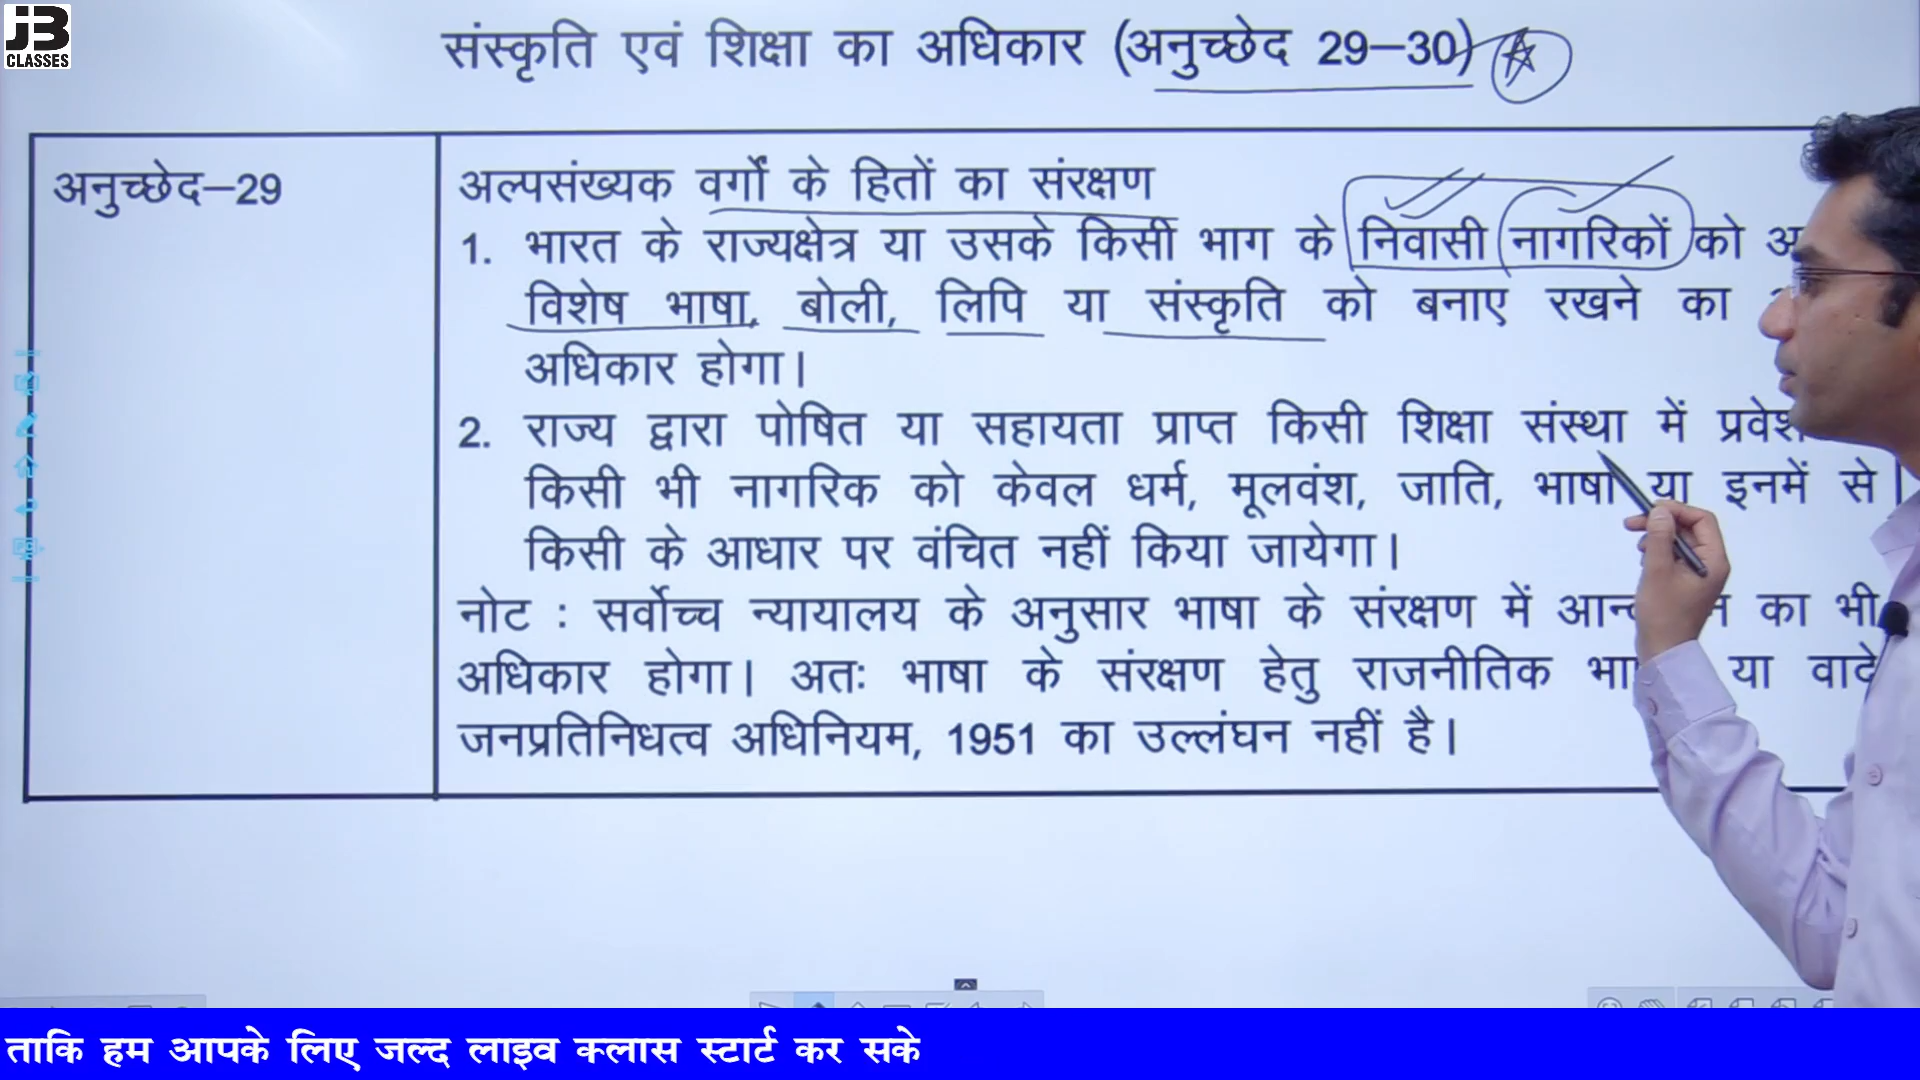 JB
CLASSES
संस्कृति एवं शिक्षा का अधिकार (अनुच्छेद 29–30)
अनुच्छेद–29
अल्पसंख्यक वर्गों के हितों का संरक्षण
1. भारत के राज्यक्षेत्र या उसके किसी भाग के निवासी नागरिकों को
विशेष भाषा, बोली, लिपि या संस्कृति को बनाए रखने का
अधिकार होगा।
2. राज्य द्वारा पोषित या सहायता प्राप्त किसी शिक्षा संस्था में प्रवेश
किसी भी नागरिक को केवल धर्म, मूलवंश, जाति, भाषा या इनमें से
किसी के आधार पर वंचित नहीं किया जायेगा।
नोट : सर्वोच्च न्यायालय के अनुसार भाषा के संरक्षण में का भी
अधिकार होगा। अतः भाषा के संरक्षण हेतु राजनीतिक या
जनप्रतिनिधत्व अधिनियम, 1951 का उल्लंघन नहीं है।
ताकि हम आपके लिए जल्द लाइव क्लास स्टार्ट कर सके